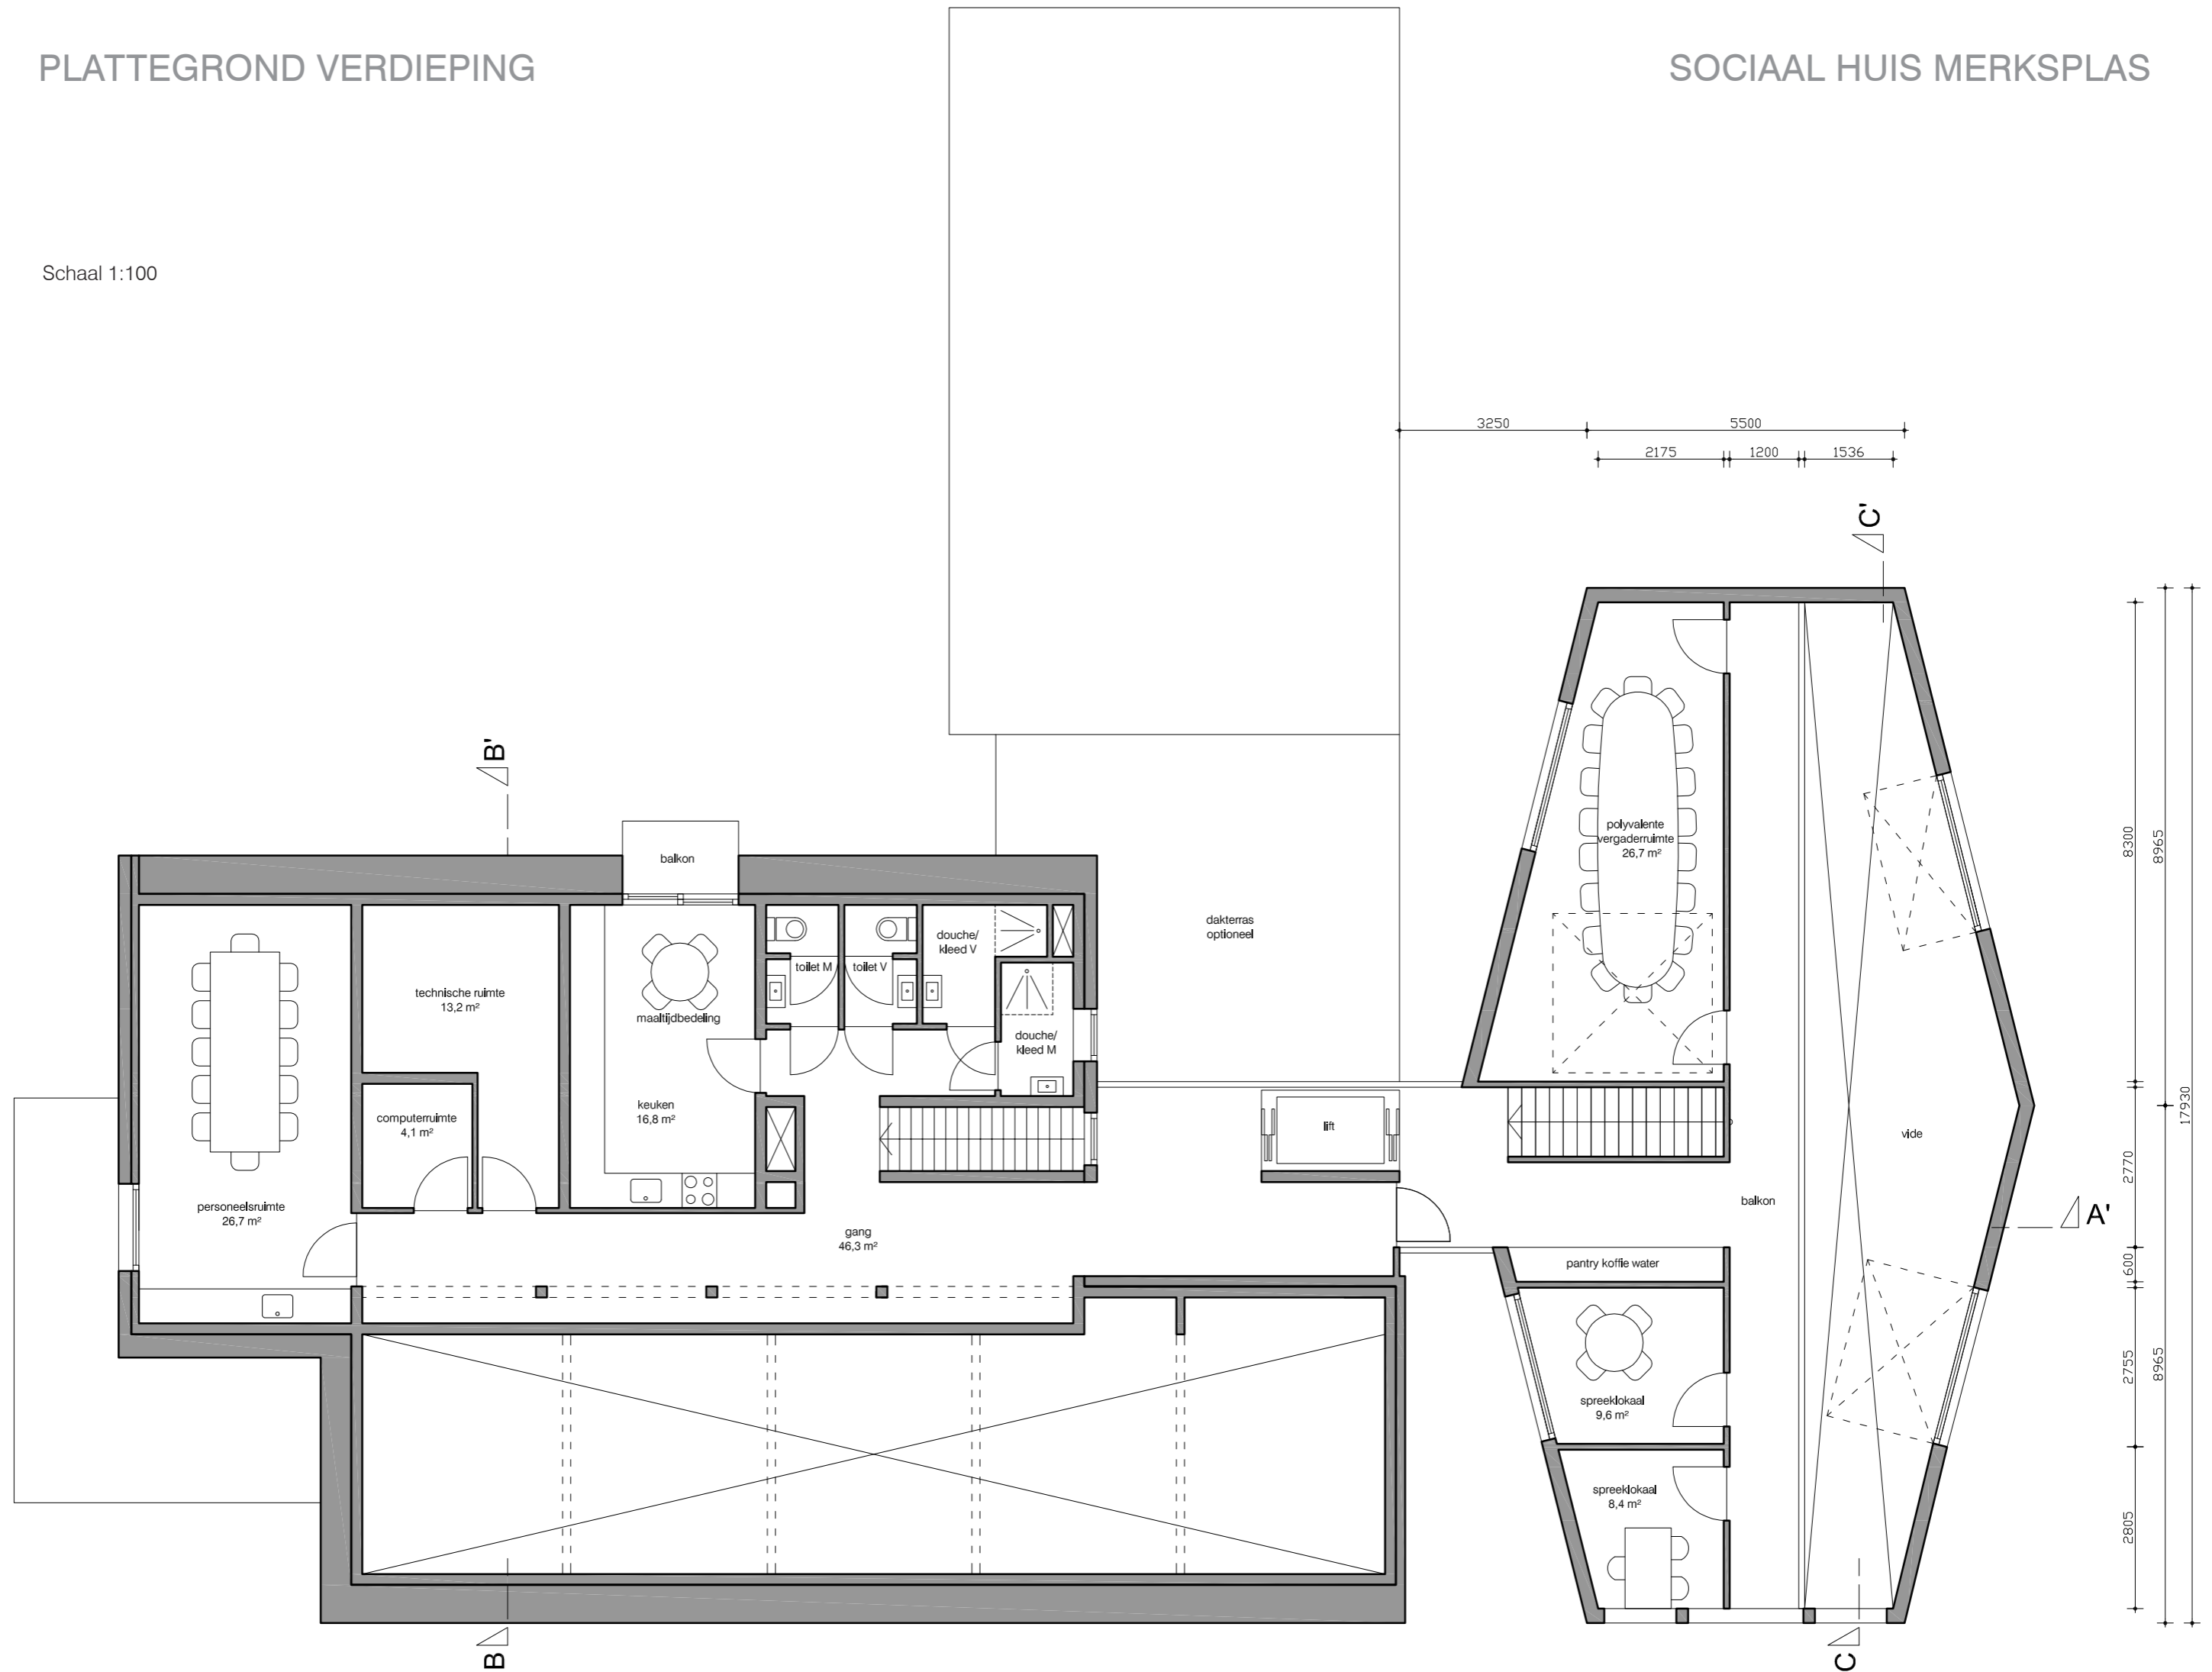 PLATTEGROND VERDIEPING
SOCIAAL HUIS MERKSPLAS
Schaal 1:100
3250
5500
2175
1200
1536
C'
B'
balkon
polyvalente
vergaderruimte
26,7 m²
8300
8965
17930
dakterras
optioneel
douche/
kleed V
toilet M
toilet V
technische ruimte
13,2 m²
maaltijdbedeling
douche/
kleed M
keuken
16,8 m²
computerruimte
4,1 m²
lift
vide
2770
personeelsruimte
26,7 m²
balkon
A'
gang
46,3 m²
pantry koffie water
600
2755
8965
spreeklokaal
9,6 m²
spreeklokaal
8,4 m²
2805
B
C